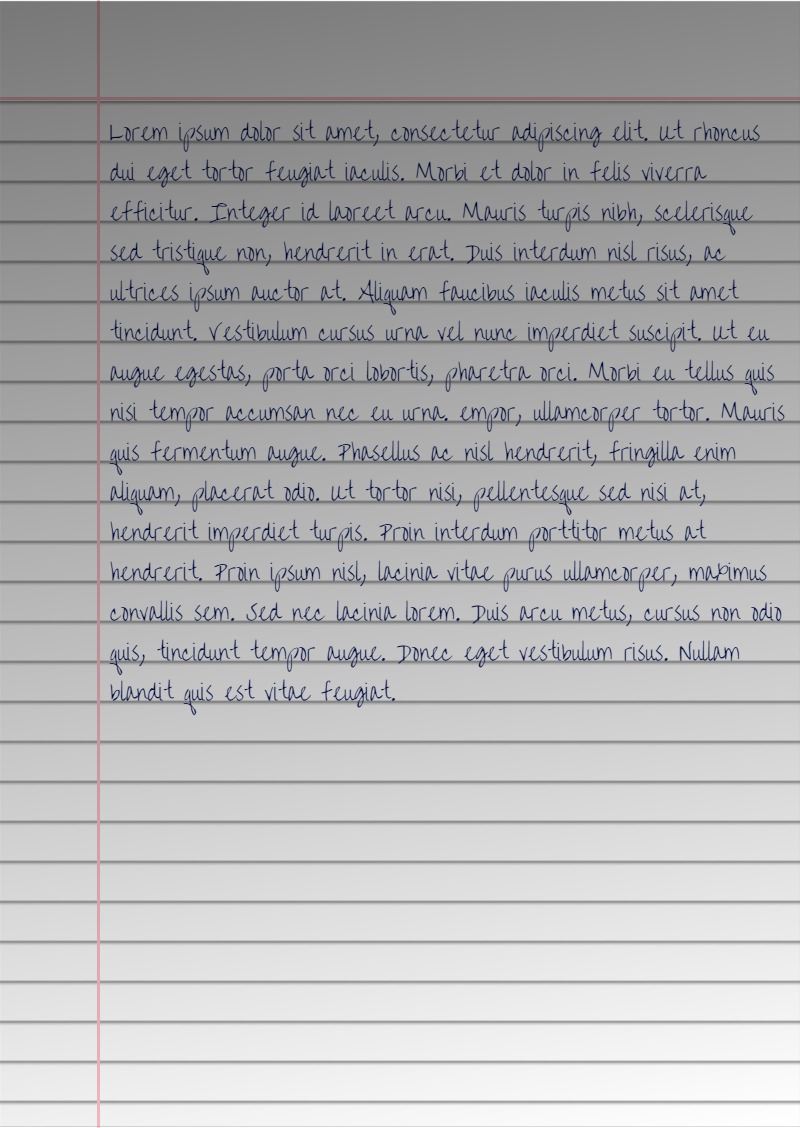 Lorem ipsum dolor sit amet, consectetur adipiscing elit. Ut rhoncus
dui eget tortor feugiat iaculis. Morbi et dolor in felis viverra
efficitur. Integer id laoreet arcu. Mauris turpis nibh, scelerisque
sed tristique non, hendrerit in erat. Duis interdum nisl risus, ac
ultrices ipsum auctor at. Aliquam faucibus iaculis metus sit amet
tincidunt. Vestibulum cursus urna vel nunc imperdiet suscipit. Ut eu
augue egestas, porta orci lobortis, pharetra orci. Morbi eu tellus quis
nisi tempor accumsan nec eu urna. empor, ullamcorper tortor. Mauris
quis fermentum augue. Phasellus ac nisl hendrerit, fringilla enim
aliquam, placerat odio. Ut tortor nisi, pellentesque sed nisi at,
hendrerit imperdiet turpis. Proin interdum porttitor metus at
hendrerit. Proin ipsum nisl, lacinia vitae purus ullamcorper, maximus
convallis sem. Sed nec lacinia lorem. Duis arcu metus, cursus non odio
quis, tincidunt tempor augue. Donec eget vestibulum risus. Nullam
blandit quis est vitae feugiat.